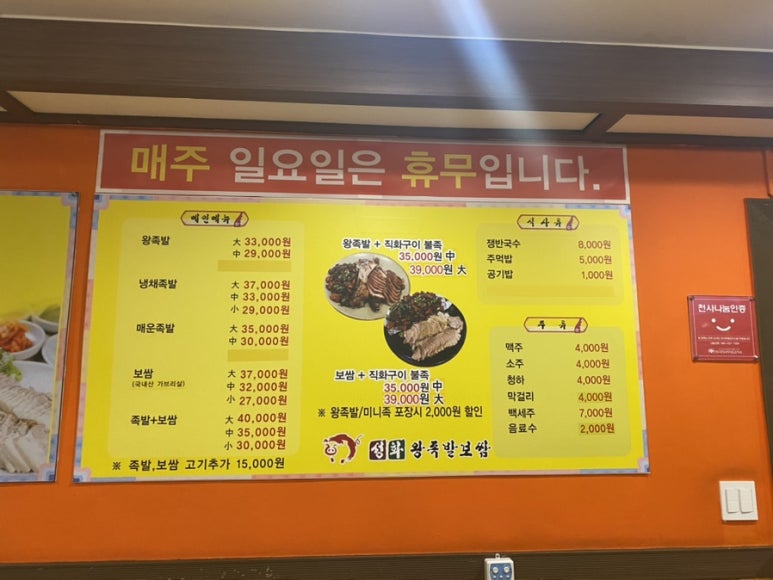 매주 일요일은 휴무입니다.
메인메뉴
왕족발 大 33,000원
中 29,000원
냉채족발 大 37,000원
中 33,000원
小 29,000원
매운족발 大 35,000원
中 30,000원
보쌈 大 37,000원
(국내산 가브리살) 中 32,000원
小 27,000원
족발+보쌈 大 40,000원
中 35,000원
小 30,000원
※ 족발,보쌈 고기추가 15,000원
왕족발 + 직화구이 불족
35,000원 中
39,000원 大
보쌈 + 직화구이 불족
35,000원 中
39,000원 大
※ 왕족발/미니족 포장시 2,000원 할인
성화 왕족발보쌈
식사류
쟁반국수 8,000원
주먹밥 5,000원
공기밥 1,000원
주류
맥주 4,000원
소주 4,000원
청하 4,000원
막걸리 4,000원
백세주 7,000원
음료수 2,000원
천사나눔인증